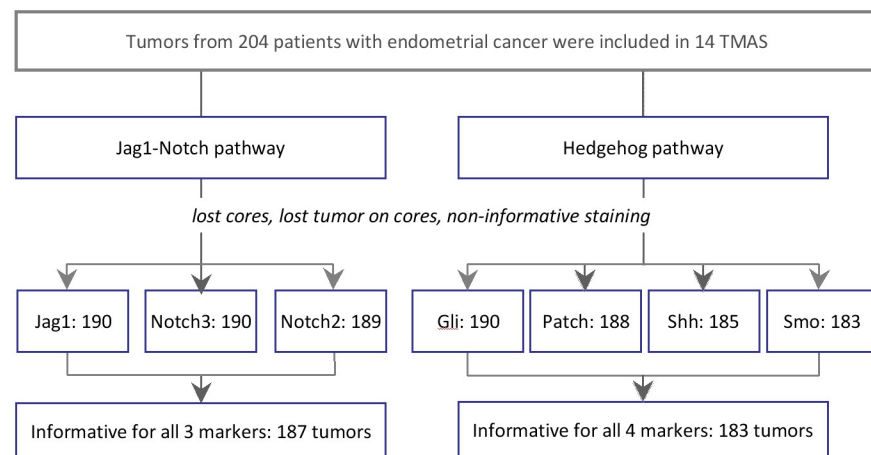 Tumors from 204 patients with endometrial cancer were included in 14 TMAS
Jag1-Notch pathway
Hedgehog pathway
lost cores, lost tumor on cores, non-informative staining
Jag1: 190
Notch3: 190
Notch2: 189
Gli: 190
Patch: 188
Shh: 185
Smo: 183
Informative for all 3 markers: 187 tumors
Informative for all 4 markers: 183 tumors